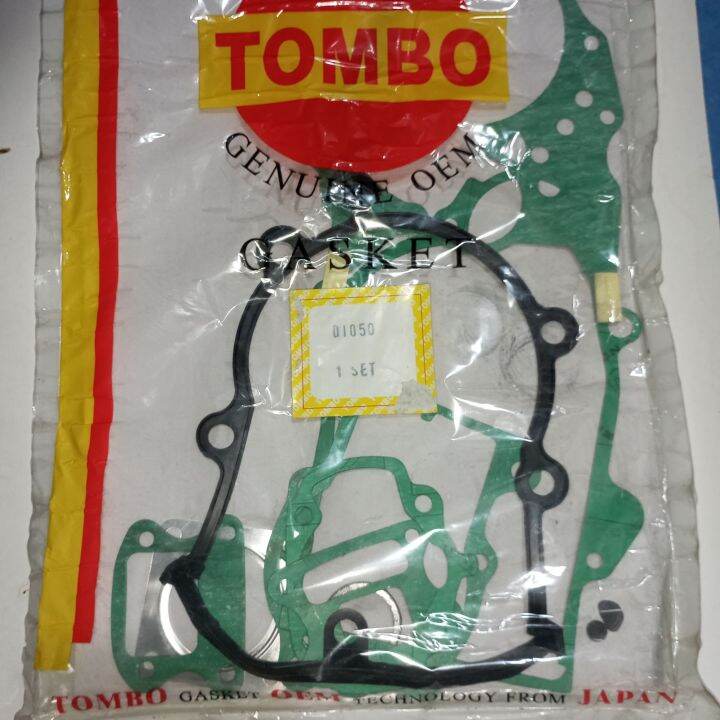 TOMBO
GENUINE OEM
GASKET
01050
1 SET
TOMBO GASKET OEM TECHNOLOGY FROM JAPAN